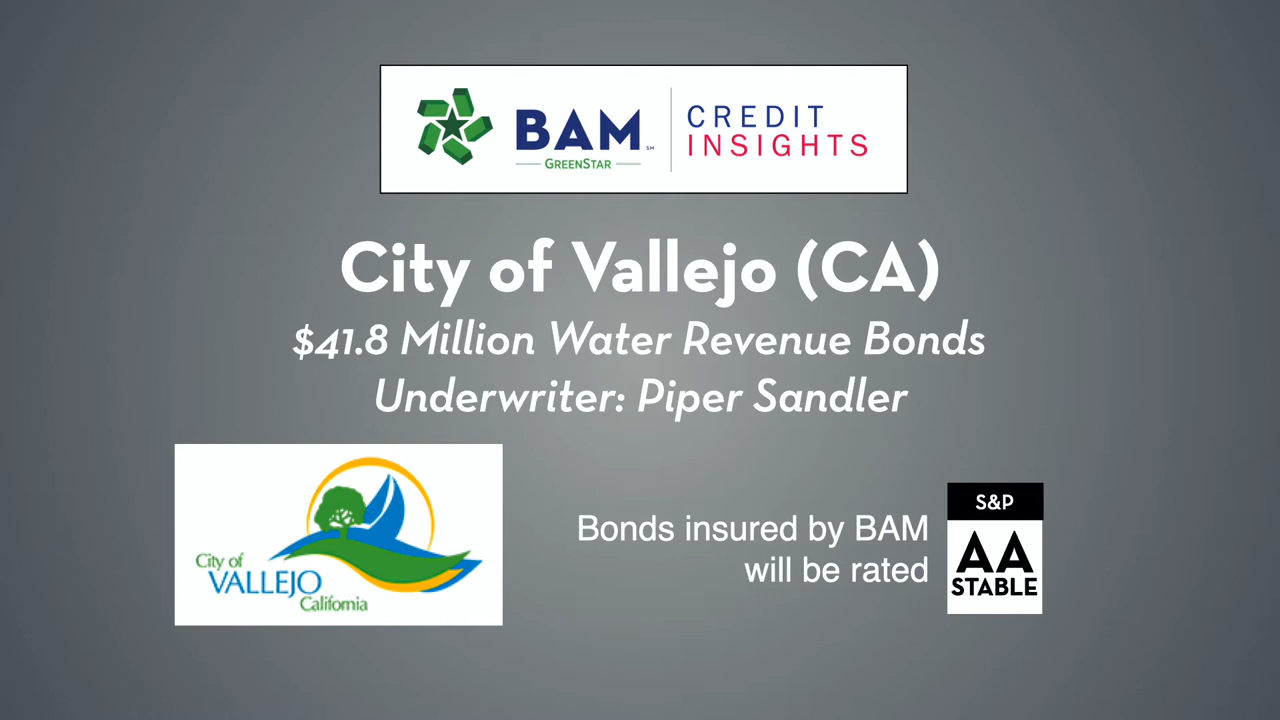 BAM SM
GREENSTAR
CREDIT
INSIGHTS
City of Vallejo (CA)
$41.8 Million Water Revenue Bonds
Underwriter: Piper Sandler
City of
VALLEJO
California
Bonds insured by BAM
will be rated
S&P
AA
STABLE